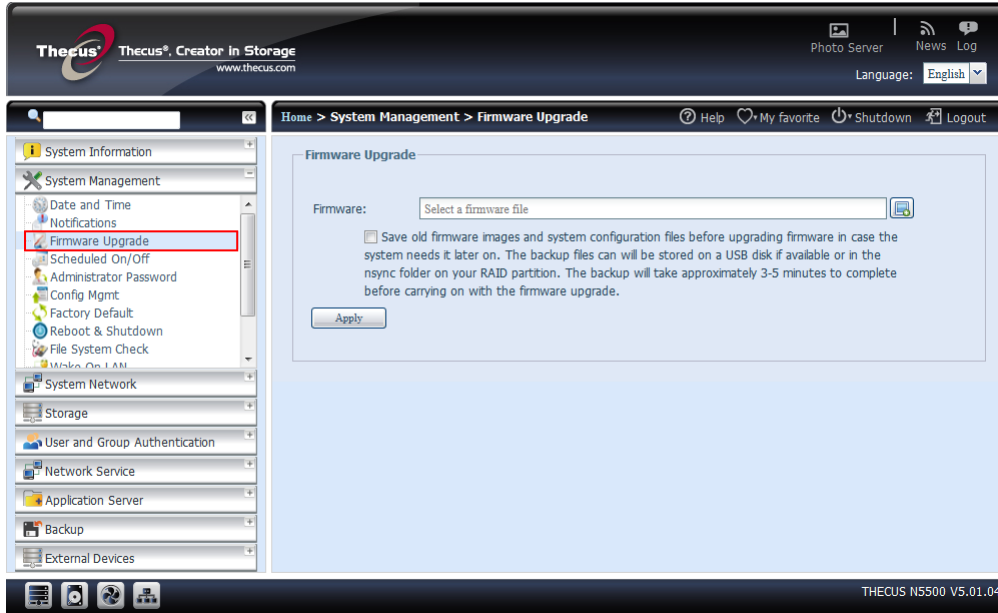 Thecus®
Thecus®, Creator in Storage
www.thecus.com
Photo Server
News
Log
Language:
English
Home > System Management > Firmware Upgrade
Help
My favorite
Shutdown
Logout
System Information
System Management
Date and Time
Notifications
Firmware Upgrade
Scheduled On/Off
Administrator Password
Config Mgmt
Factory Default
Reboot & Shutdown
File System Check
Wake On LAN
System Network
Storage
User and Group Authentication
Network Service
Application Server
Backup
External Devices
Firmware Upgrade
Firmware:
Select a firmware file
Save old firmware images and system configuration files before upgrading firmware in case the
system needs it later on. The backup files can will be stored on a USB disk if available or in the
nsync folder on your RAID partition. The backup will take approximately 3-5 minutes to complete
before carrying on with the firmware upgrade.
Apply
THECUS N5500 V5.01.04